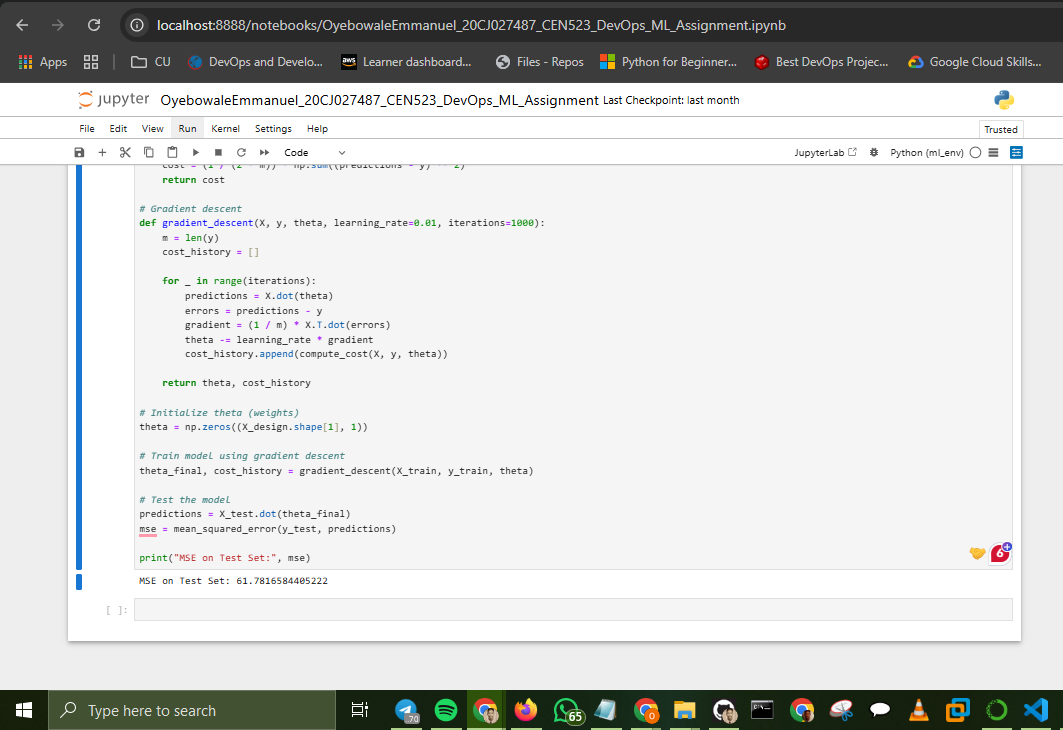 localhost:8888/notebooks/OyebowaleEmmanuel_20CJ027487_CEN523_DevOps_ML_Assignment.ipynb
Apps CU DevOps and Develo... aws Learner dashboard... Files - Repos Python for Beginner... Best DevOps Projec... Google Cloud Skills...
jupyter OyebowaleEmmanuel_20CJ027487_CEN523_DevOps_ML_Assignment Last Checkpoint: last month
File Edit View Run Kernel Settings Help
Trusted
Code JupyterLab Python (ml_env)
cost = (1 / (2 * m)) * np.sum((predictions - y) ** 2)
return cost
# Gradient descent
def gradient_descent(X, y, theta, learning_rate=0.01, iterations=1000):
m = len(y)
cost_history = []
for _ in range(iterations):
predictions = X.dot(theta)
errors = predictions - y
gradient = (1 / m) * X.T.dot(errors)
theta -= learning_rate * gradient
cost_history.append(compute_cost(X, y, theta))
return theta, cost_history
# Initialize theta (weights)
theta = np.zeros((X_design.shape[1], 1))
# Train model using gradient descent
theta_final, cost_history = gradient_descent(X_train, y_train, theta)
# Test the model
predictions = X_test.dot(theta_final)
mse = mean_squared_error(y_test, predictions)
print("MSE on Test Set:", mse)
6
MSE on Test Set: 61.7816584405222
[ ]:
Type here to search
70
65
0